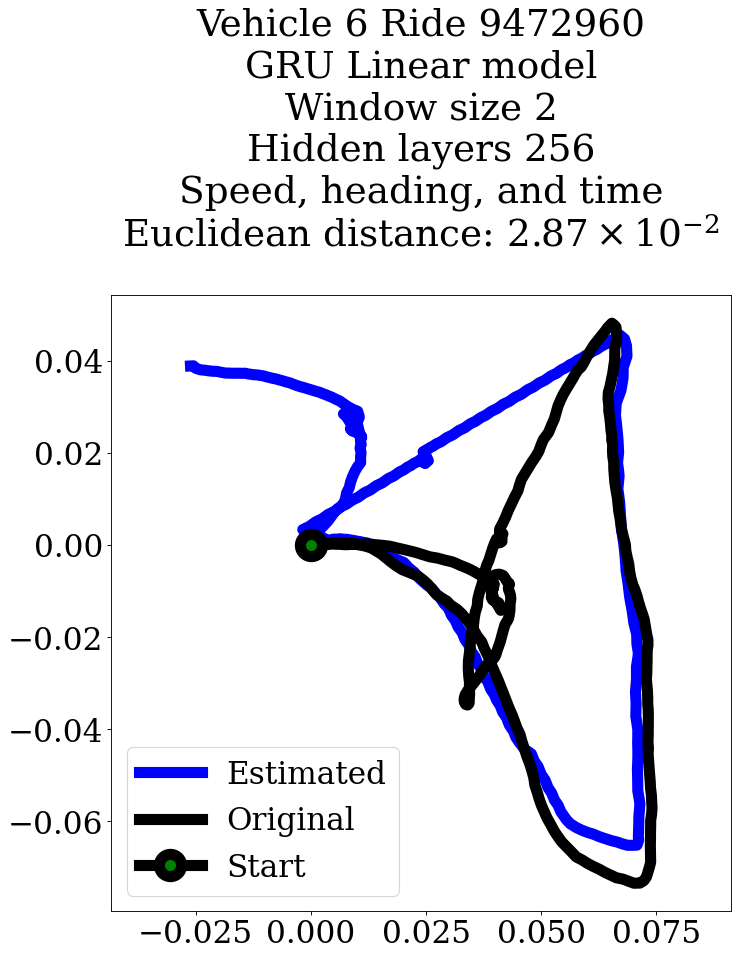 Vehicle 6 Ride 9472960
GRU Linear model
Window size 2
Hidden layers 256
Speed, heading, and time
Euclidean distance: 2.87 × 10⁻²
0.04
0.02
0.00
−0.02
−0.04
−0.06
Estimated
Original
Start
−0.025 0.000 0.025 0.050 0.075